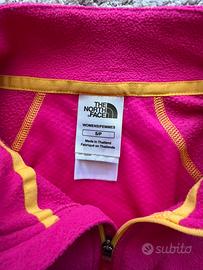 THE
NORTH
FACE
WOMENS/FEMMES
S/P
Made in Thailand
Fabriqué en Thaïlande
subito